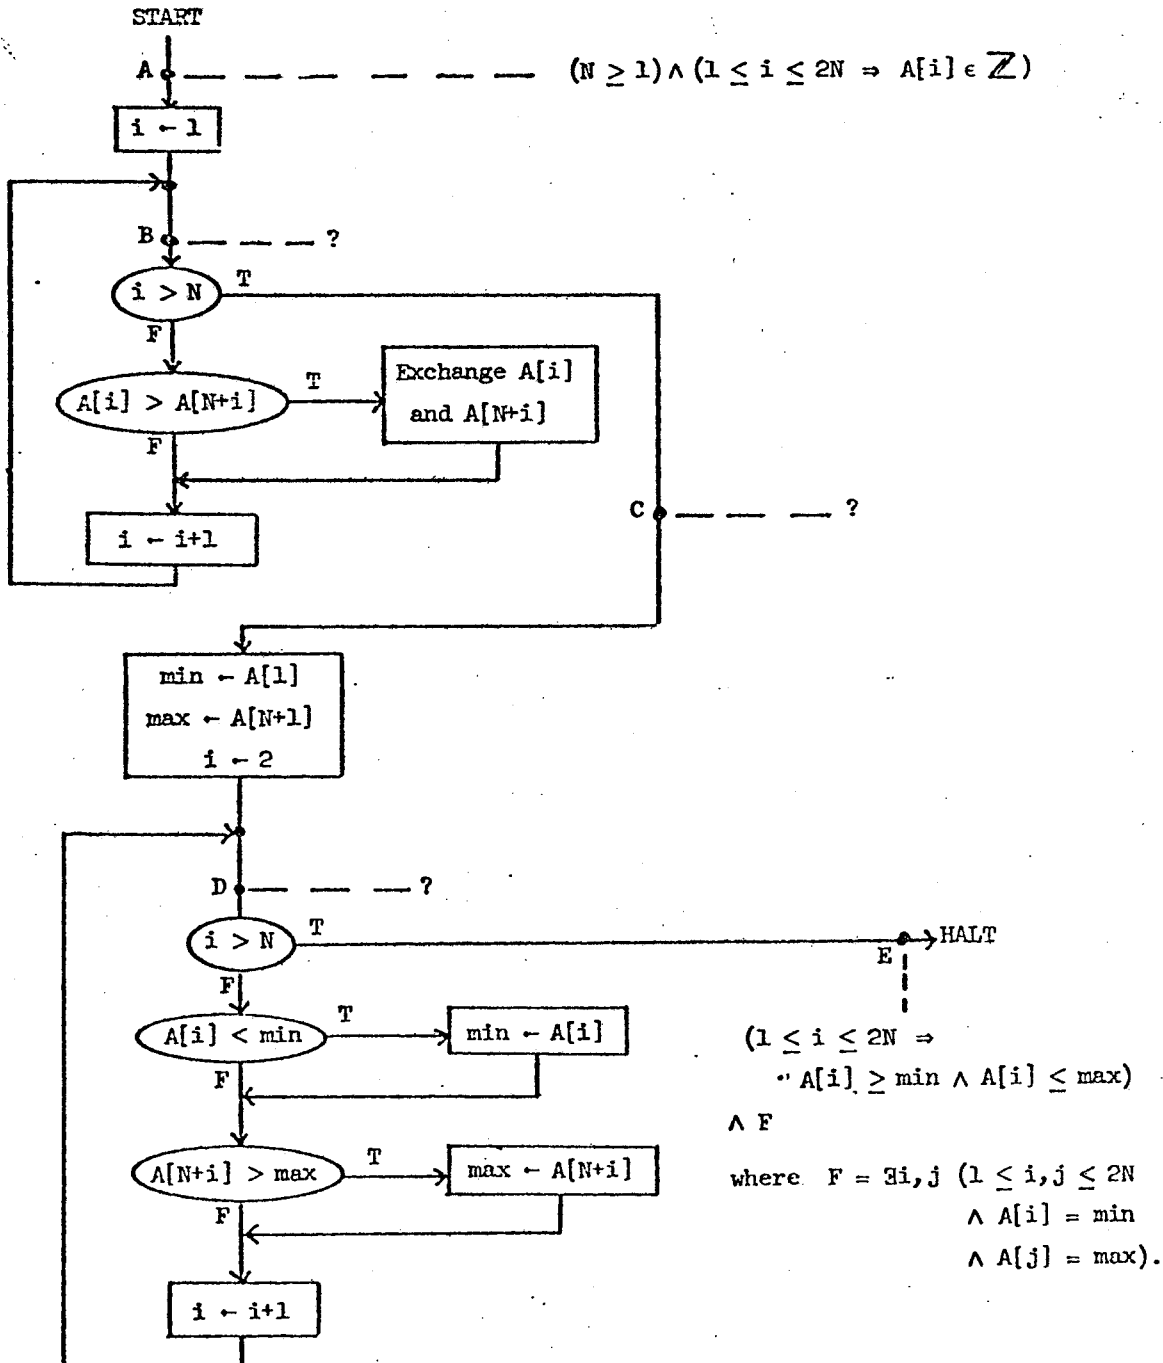 START
A (N ≥ 1) ∧ (1 ≤ i ≤ 2N ⇒ A[i] ∈ ℤ)
i ← 1
B ?
i > N T
F
A[i] > A[N+i] T
Exchange A[i]
and A[N+i]
F
C ?
i ← i+1
min ← A[1]
max ← A[N+1]
i ← 2
D ?
i > N T
HALT
E
F
A[i] < min T
min ← A[i]
(1 ≤ i ≤ 2N ⇒
A[i] ≥ min ∧ A[i] ≤ max)
F
∧ F
A[N+i] > max T
max ← A[N+i]
where F = ∃i,j (1 ≤ i,j ≤ 2N
F
∧ A[i] = min
∧ A[j] = max).
i ← i+1